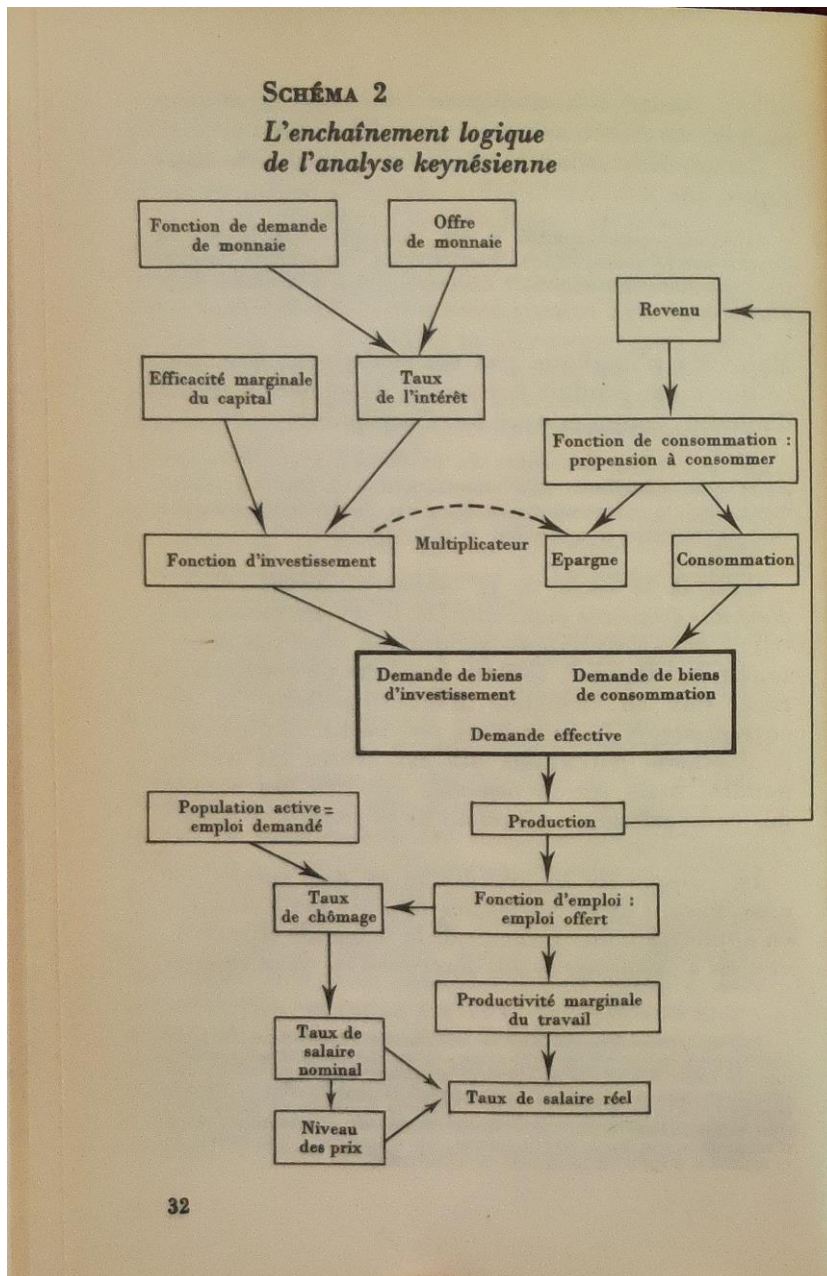 SCHÉMA 2
L'enchaînement logique
de l'analyse keynésienne
Fonction de demande
de monnaie
Offre
de monnaie
Revenu
Efficacité marginale
du capital
Taux
de l'intérêt
Fonction de consommation :
propension à consommer
Fonction d'investissement
Multiplicateur
Epargne
Consommation
Demande de biens
d'investissement
Demande de biens
de consommation
Demande effective
Population active =
emploi demandé
Production
Taux
de chômage
Fonction d'emploi :
emploi offert
Productivité marginale
du travail
Taux de
salaire
nominal
Taux de salaire réel
Niveau
des prix
32